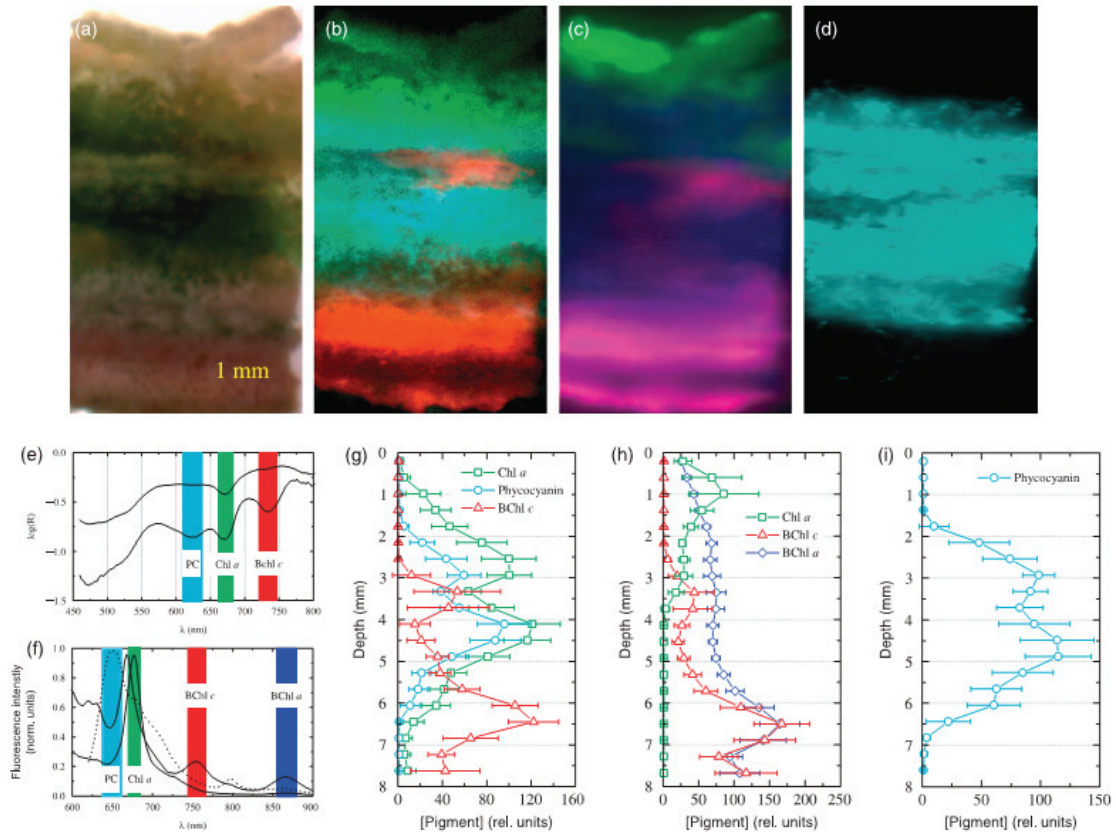 (a)
(b)
(c)
(d)
1 mm
(e)
0.0
−0.5
−1.0
−1.5
log(R)
PC
Chl a
Bchl c
450 500 550 600 650 700 750 800
λ (nm)
(f)
1.0
0.8
0.6
0.4
0.2
0
Fluorescence intenstiy
(norm. units)
PC
Chl a
BChl c
BChl a
600 650 700 750 800 850 900
λ (nm)
(g)
0
1
2
3
4
5
6
7
8
Depth (mm)
Chl a
Phycocyanin
BChl c
0 40 80 120 160
[Pigment] (rel. units)
(h)
0
1
2
3
4
5
6
7
8
Depth (mm)
Chl a
BChl c
BChl a
0 50 100 150 200 250
[Pigment] (rel. units)
(i)
0
1
2
3
4
5
6
7
8
Depth (mm)
Phycocyanin
0 50 100 150
[Pigment] (rel. units)